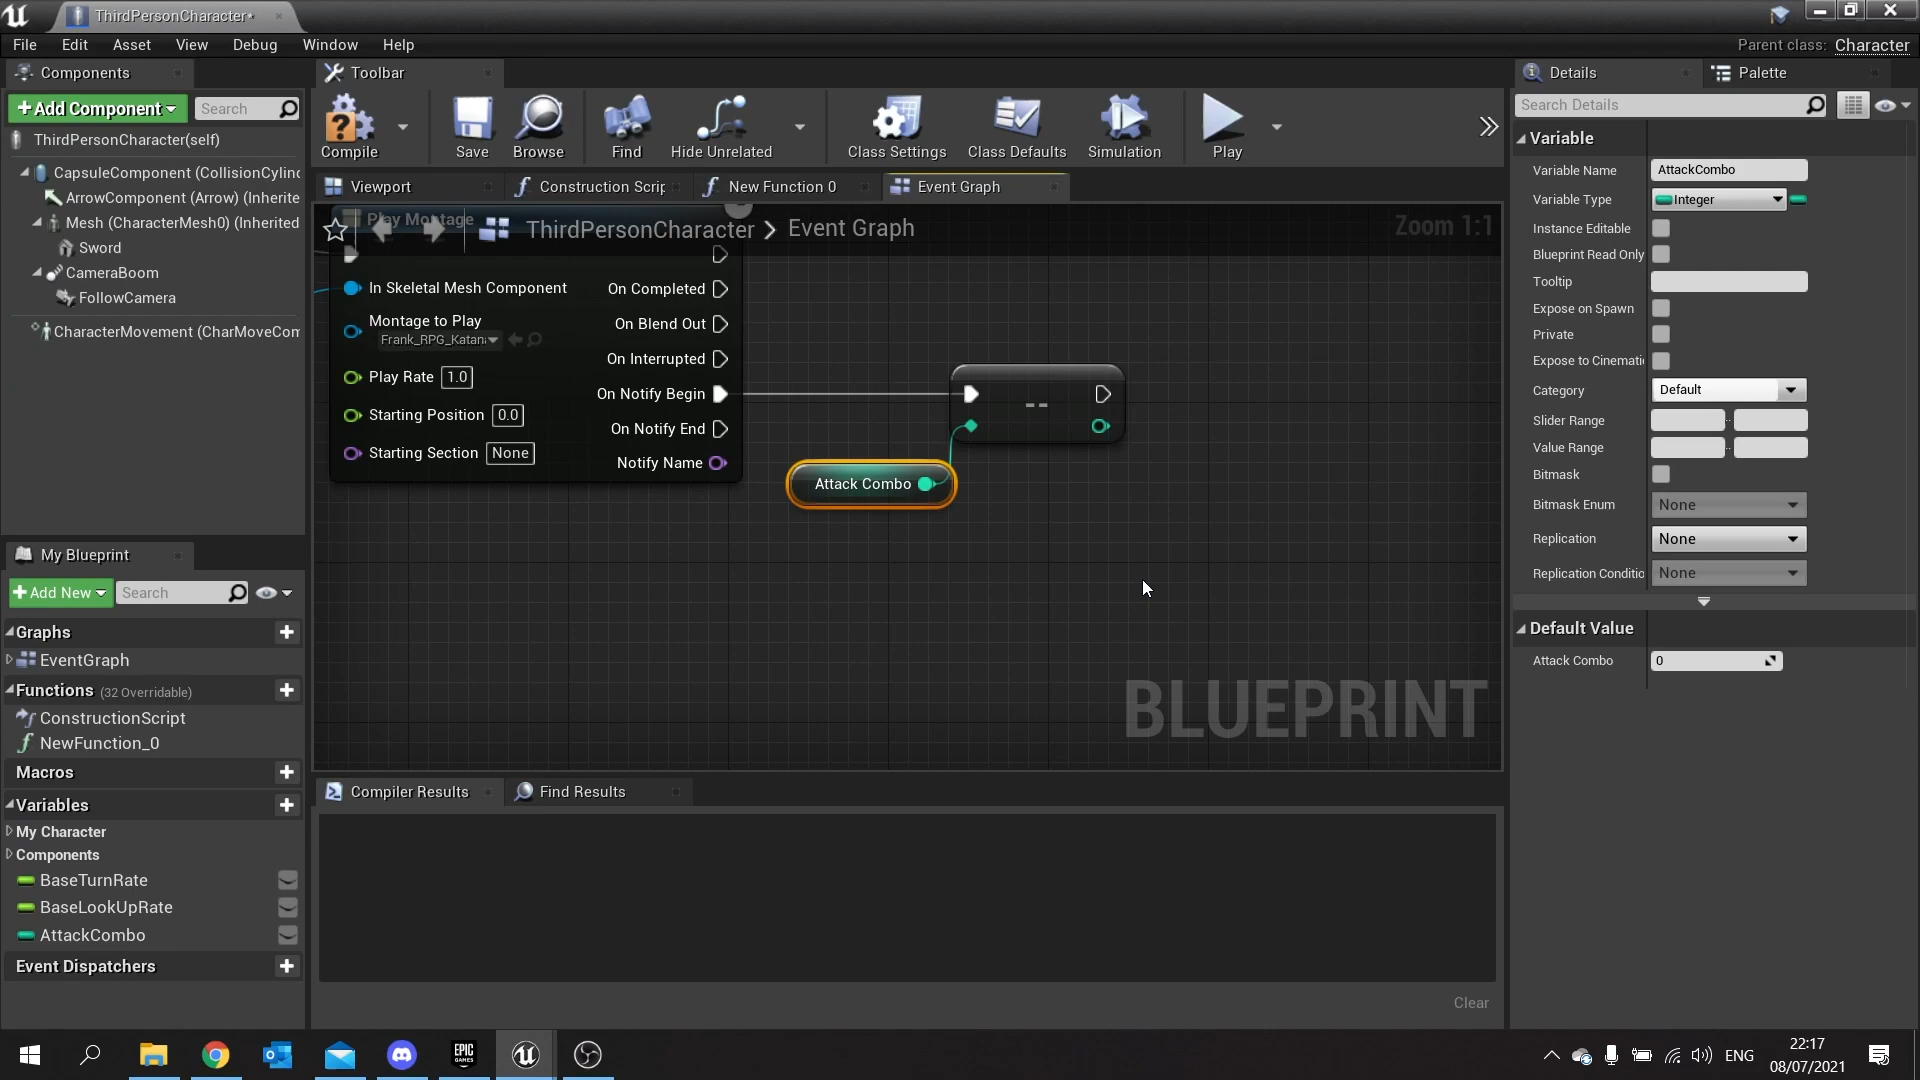 ThirdPersonCharacter*
File Edit Asset View Debug Window Help
Parent class: Character
Components
+ Add Component
Search
ThirdPersonCharacter(self)
CapsuleComponent (CollisionCylind
ArrowComponent (Arrow) (Inherite
Mesh (CharacterMesh0) (Inherited
Sword
CameraBoom
FollowCamera
CharacterMovement (CharMoveCom
My Blueprint
+ Add New
Search
Graphs
EventGraph
Functions (32 Overridable)
ConstructionScript
NewFunction_0
Macros
Variables
My Character
Components
BaseTurnRate
BaseLookUpRate
AttackCombo
Event Dispatchers
Toolbar
Compile
Save
Browse
Find
Hide Unrelated
Class Settings
Class Defaults
Simulation
Play
Viewport
Construction Scrip
New Function 0
Event Graph
Play Montage
ThirdPersonCharacter > Event Graph
Zoom 1:1
In Skeletal Mesh Component
On Completed
Montage to Play
Frank_RPG_Katan
On Blend Out
On Interrupted
Play Rate 1.0
On Notify Begin
Starting Position 0.0
On Notify End
Starting Section None
Notify Name
--
Attack Combo
BLUEPRINT
Compiler Results
Find Results
Clear
Details
Palette
Search Details
Variable
Variable Name AttackCombo
Variable Type Integer
Instance Editable
Blueprint Read Only
Tooltip
Expose on Spawn
Private
Expose to Cinemati
Category Default
Slider Range
Value Range
Bitmask
Bitmask Enum None
Replication None
Replication Conditio None
Default Value
Attack Combo 0
EPIC
GAMES
ENG
22:17
08/07/2021